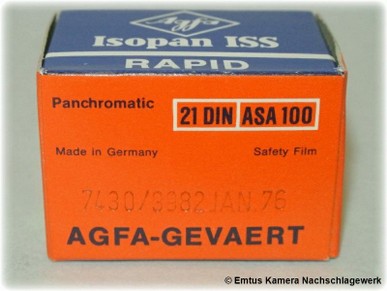 AGFA
Isopan ISS
RAPID
Panchromatic
21 DIN ASA 100
Made in Germany
Safety Film
7430/3982 JAN.76
AGFA-GEVAERT
© Emtus Kamera Nachschlagewerk